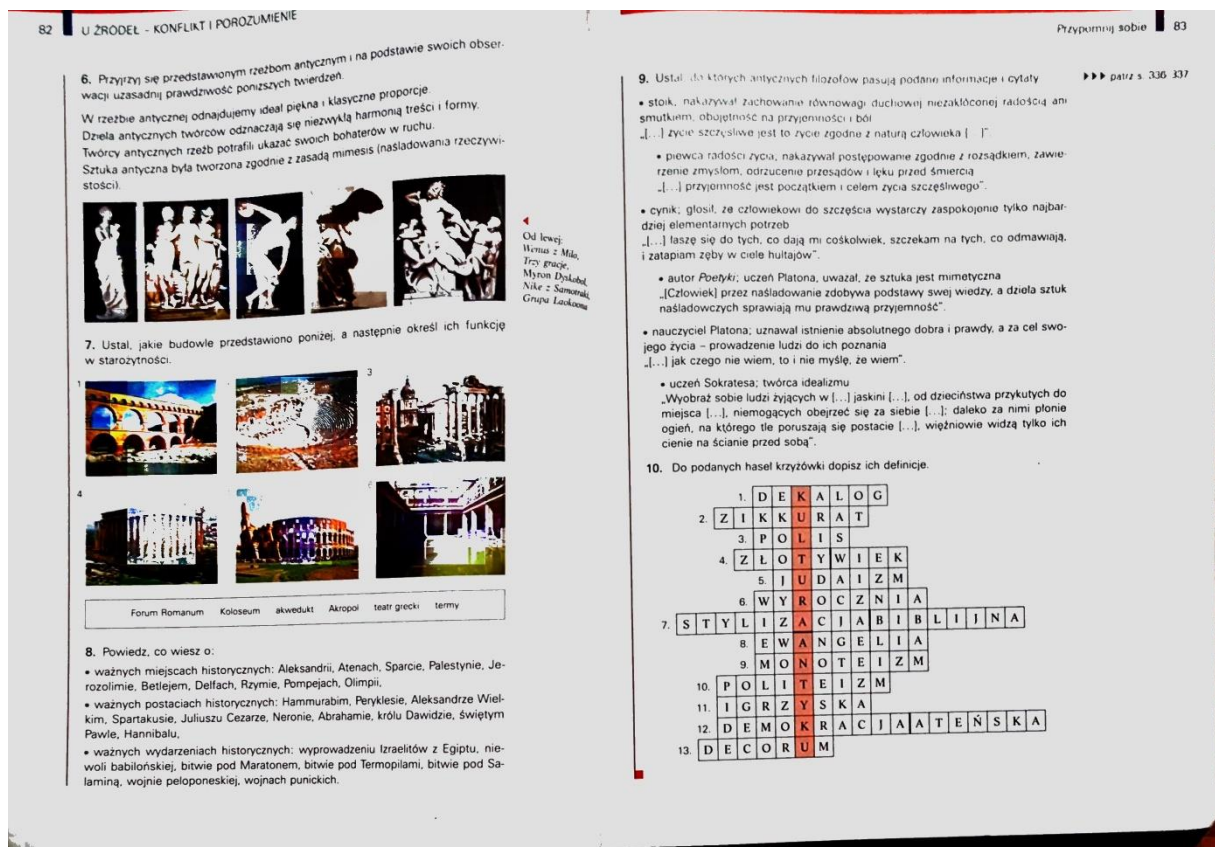 82 U ŹRÓDEŁ - KONFLIKT I POROZUMIENIE
6. Przyjrzyj się przedstawionym rzeźbom antycznym i na podstawie swoich obser-
wacji uzasadnij prawdziwość poniższych twierdzeń.
W rzeźbie antycznej odnajdujemy ideał piękna i klasyczne proporcje.
Dzieła antycznych twórców odznaczają się niezwykłą harmonią treści i formy.
Twórcy antycznych rzeźb potrafili ukazać swoich bohaterów w ruchu.
Sztuka antyczna była tworzona zgodnie z zasadą mimesis (naśladowania rzeczywi-
stości).
Od lewej:
Wenus z Milo,
Trzy gracje,
Myron Dyskobol,
Nike z Samotraki,
Grupa Laokoona
7. Ustal, jakie budowle przedstawiono poniżej, a następnie określ ich funkcję
w starożytności.
1
3
4
Forum Romanum Koloseum akwedukt Akropol teatr grecki termy
8. Powiedz, co wiesz o:
• ważnych miejscach historycznych: Aleksandrii, Atenach, Sparcie, Palestynie, Je-
rozolimie, Betlejem, Delfach, Rzymie, Pompejach, Olimpii,
• ważnych postaciach historycznych: Hammurabim, Peryklesie, Aleksandrze Wiel-
kim, Spartakusie, Juliuszu Cezarze, Neronie, Abrahamie, królu Dawidzie, świętym
Pawle, Hannibalu,
• ważnych wydarzeniach historycznych: wyprowadzeniu Izraelitów z Egiptu, nie-
woli babilońskiej, bitwie pod Maratonem, bitwie pod Termopilami, bitwie pod Sa-
laminą, wojnie peloponeskiej, wojnach punickich.
Przypomnij sobie 83
9. Ustal, do których antycznych filozofów pasują podane informacje i cytaty
▶▶▶ patrz s. 336 337
• stoik, nakazywał zachowanie równowagi duchowej niezakłóconej radością ani
smutkiem, obojętność na przyjemności i ból
„[...] życie szczęśliwe jest to życie zgodne z naturą człowieka [ ]".
• piewca radości życia, nakazywał postępowanie zgodnie z rozsądkiem, zawie-
rzenie zmysłom, odrzucenie przesądów i lęku przed śmiercią
„[...] przyjemność jest początkiem i celem życia szczęśliwego".
• cynik; głosił, że człowiekowi do szczęścia wystarczy zaspokojenie tylko najbar-
dziej elementarnych potrzeb
„[...] łaszę się do tych, co dają mi cośkolwiek, szczekam na tych, co odmawiają,
i zatapiam zęby w ciele hultajów".
• autor Poetyki; uczeń Platona, uważał, że sztuka jest mimetyczna
„[Człowiek] przez naśladowanie zdobywa podstawy swej wiedzy, a dzieła sztuk
naśladowczych sprawiają mu prawdziwą przyjemność".
• nauczyciel Platona; uznawał istnienie absolutnego dobra i prawdy, a za cel swo-
jego życia – prowadzenie ludzi do ich poznania
„[...] jak czego nie wiem, to i nie myślę, że wiem".
• uczeń Sokratesa; twórca idealizmu
„Wyobraź sobie ludzi żyjących w [...] jaskini [...], od dzieciństwa przykutych do
miejsca [...], niemogących obejrzeć się za siebie [...]; daleko za nimi płonie
ogień, na którego tle poruszają się postacie [...], więźniowie widzą tylko ich
cienie na ścianie przed sobą".
10. Do podanych haseł krzyżówki dopisz ich definicje.
1. DEKALOG
2. ZIKKURAT
3. POLIS
4. ZŁOTYWIEK
5. JUDAIZM
6. WYROCZNIA
7. STYLIZACJABIBLIJNA
8. EWANGELIA
9. MONOTEIZM
10. POLITEIZM
11. IGRZYSKA
12. DEMOKRACJAATEŃSKA
13. DECORUM